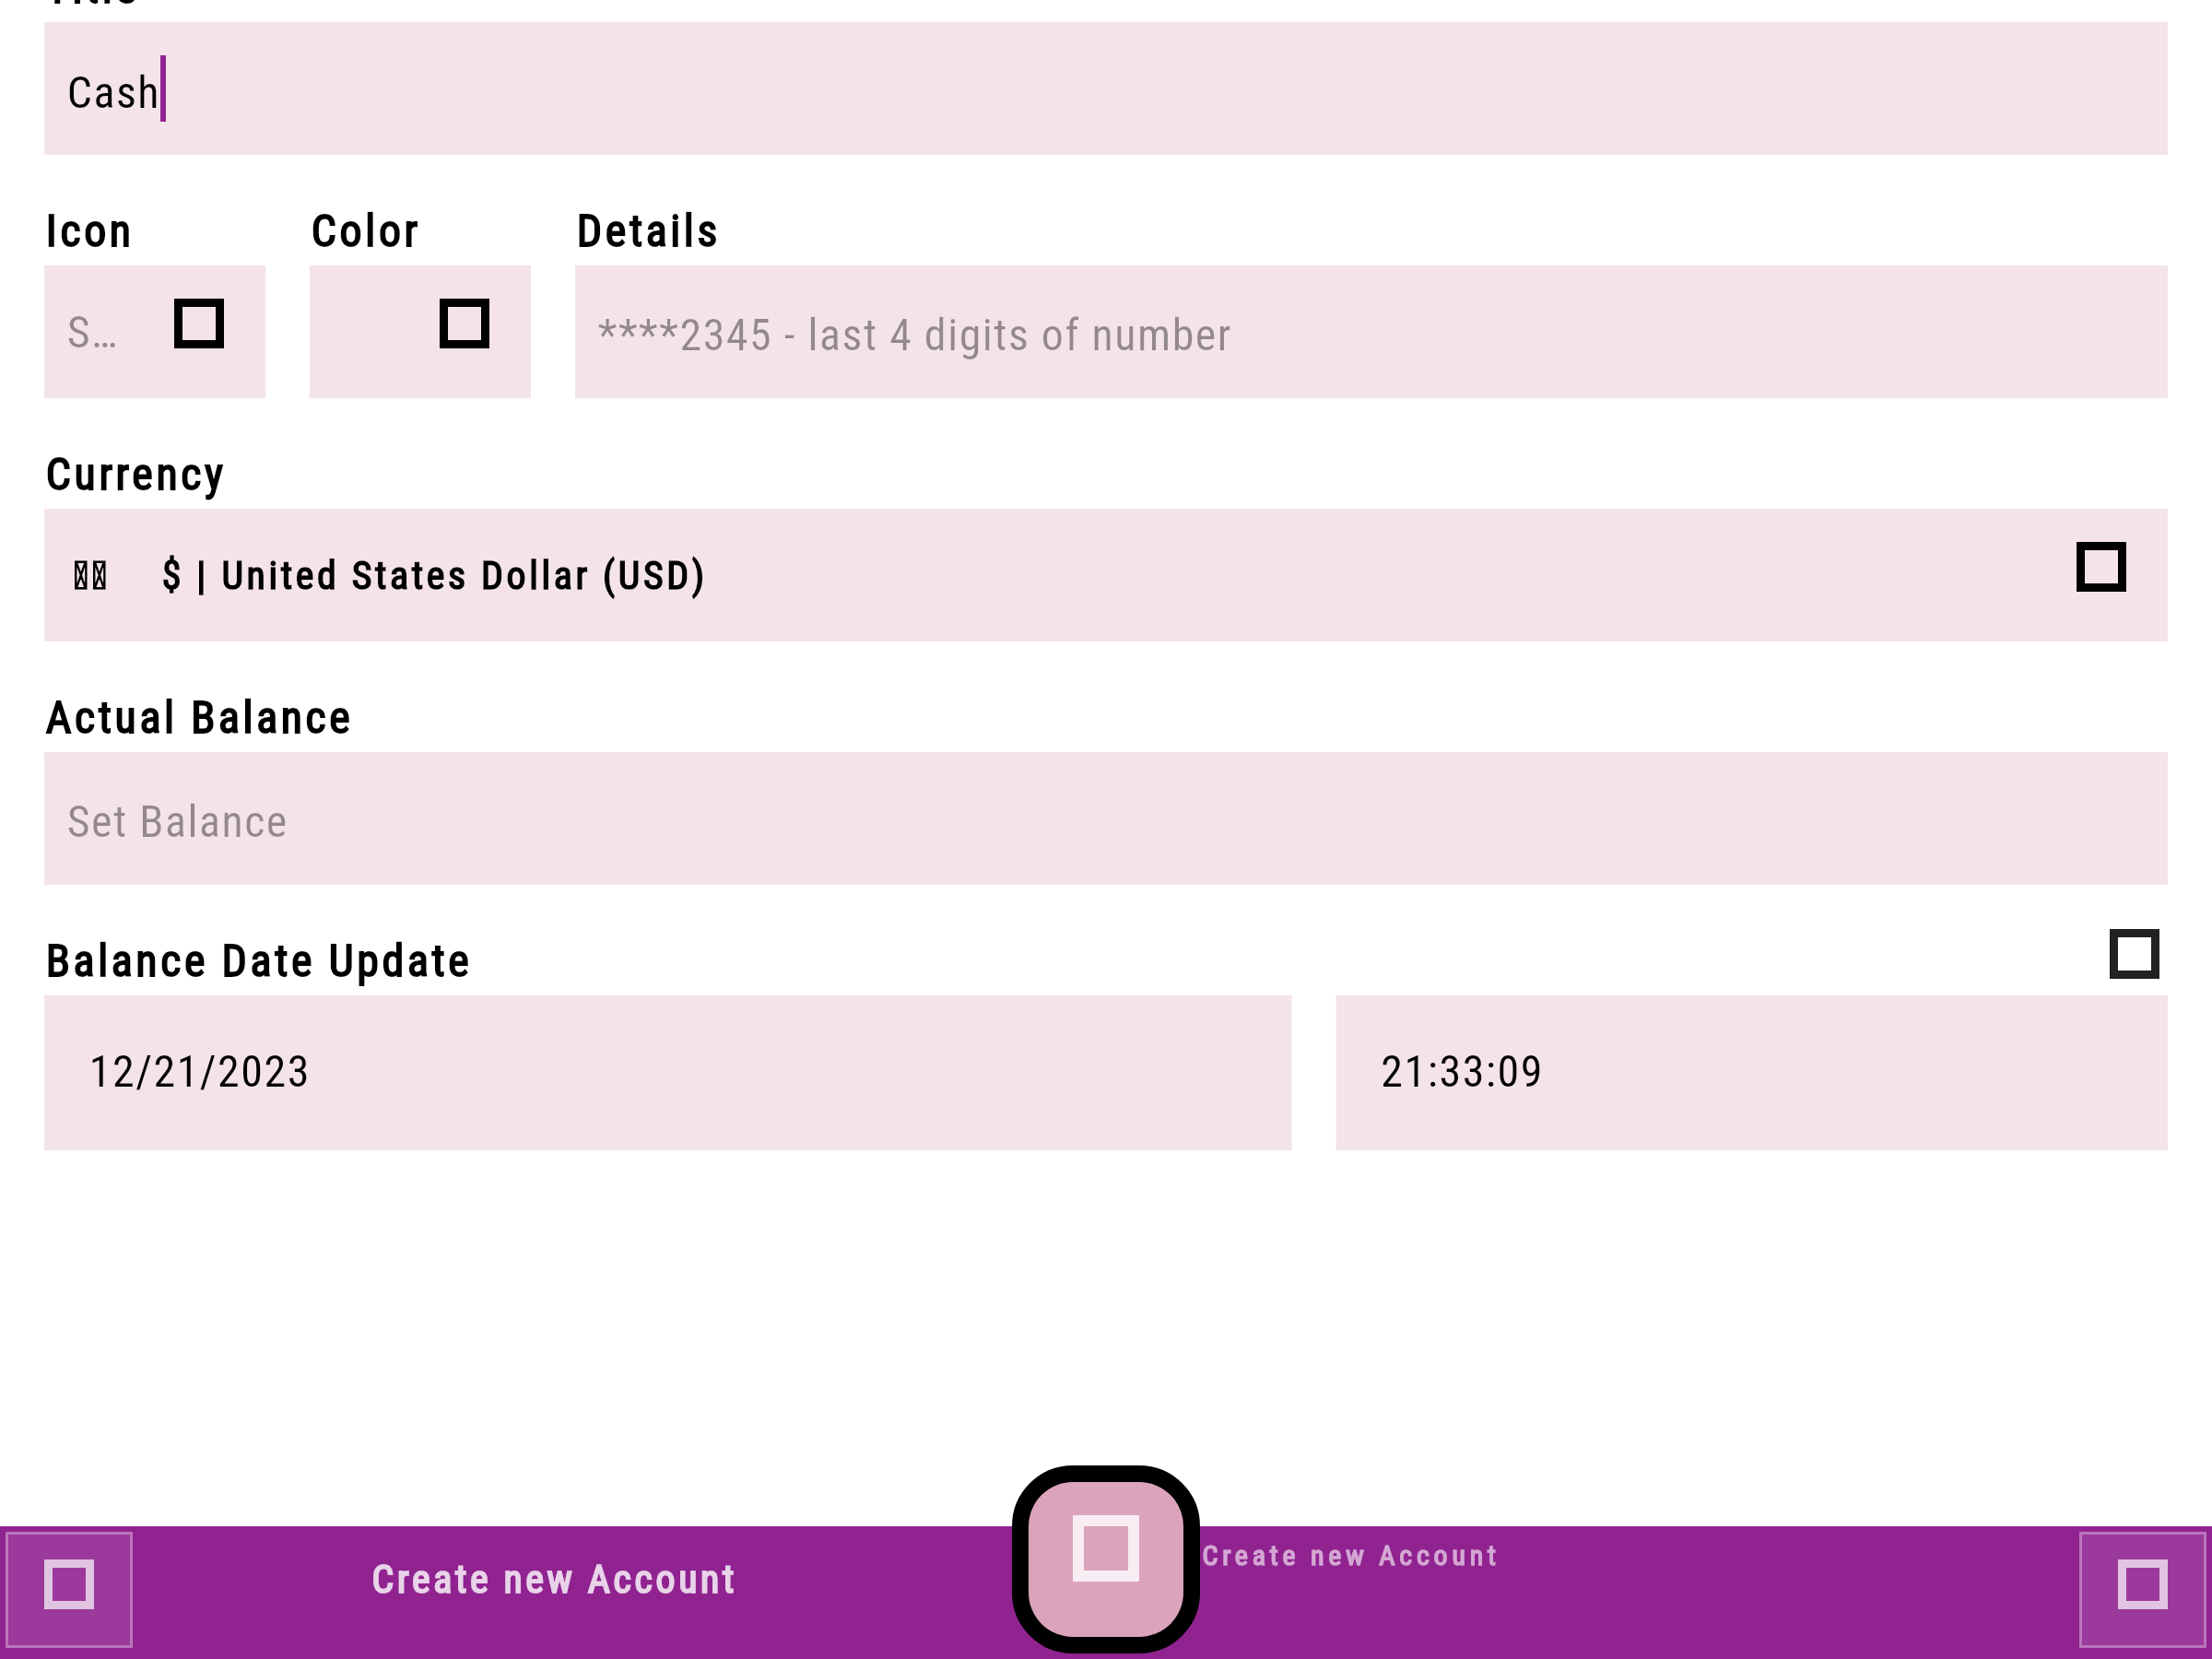 Title
Cash
Icon Color Details
S… ****2345 - last 4 digits of number
Currency
$ | United States Dollar (USD)
Actual Balance
Set Balance
Balance Date Update
12/21/2023 21:33:09
Create new Account Create new Account